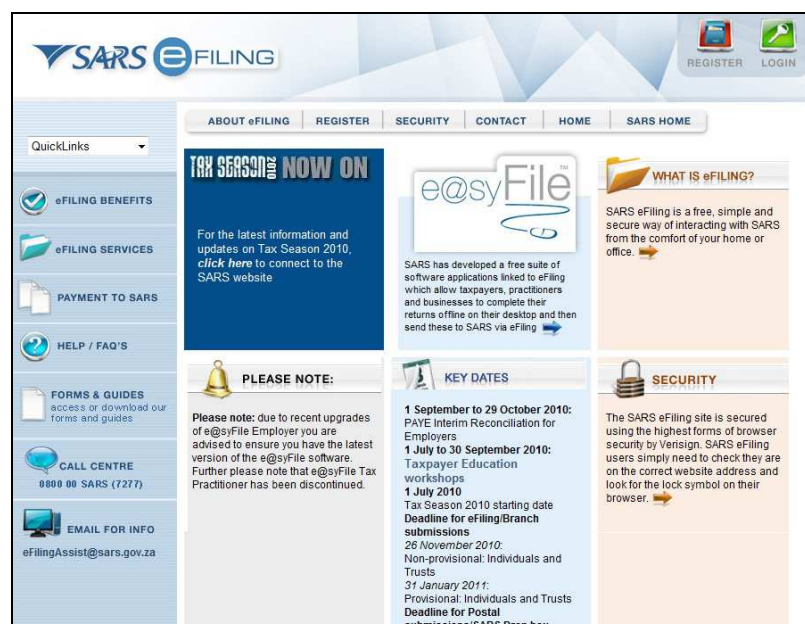 SARS e FILING
REGISTER
LOGIN
ABOUT eFILING
REGISTER
SECURITY
CONTACT
HOME
SARS HOME
QuickLinks
eFILING BENEFITS
eFILING SERVICES
PAYMENT TO SARS
HELP / FAQ'S
FORMS & GUIDES
access or download our
forms and guides
CALL CENTRE
0800 00 SARS (7277)
EMAIL FOR INFO
eFilingAssist@sars.gov.za
TAX SEASON 2010 NOW ON
For the latest information and
updates on Tax Season 2010,
click here to connect to the
SARS website
e@syFile™
SARS has developed a free suite of
software applications linked to eFiling
which allow taxpayers, practitioners
and businesses to complete their
returns offline on their desktop and then
send these to SARS via eFiling
WHAT IS eFILING?
SARS eFiling is a free, simple and
secure way of interacting with SARS
from the comfort of your home or
office.
PLEASE NOTE:
Please note: due to recent upgrades
of e@syFile Employer you are
advised to ensure you have the latest
version of the e@syFile software.
Further please note that e@syFile Tax
Practitioner has been discontinued.
KEY DATES
1 September to 29 October 2010:
PAYE Interim Reconciliation for
Employers
1 July to 30 September 2010:
Taxpayer Education
workshops
1 July 2010
Tax Season 2010 starting date
Deadline for eFiling/Branch
submissions
26 November 2010:
Non-provisional: Individuals and
Trusts
31 January 2011:
Provisional: Individuals and Trusts
Deadline for Postal
submissions/SARS Drop box
SECURITY
The SARS eFiling site is secured
using the highest forms of browser
security by Verisign. SARS eFiling
users simply need to check they are
on the correct website address and
look for the lock symbol on their
browser.